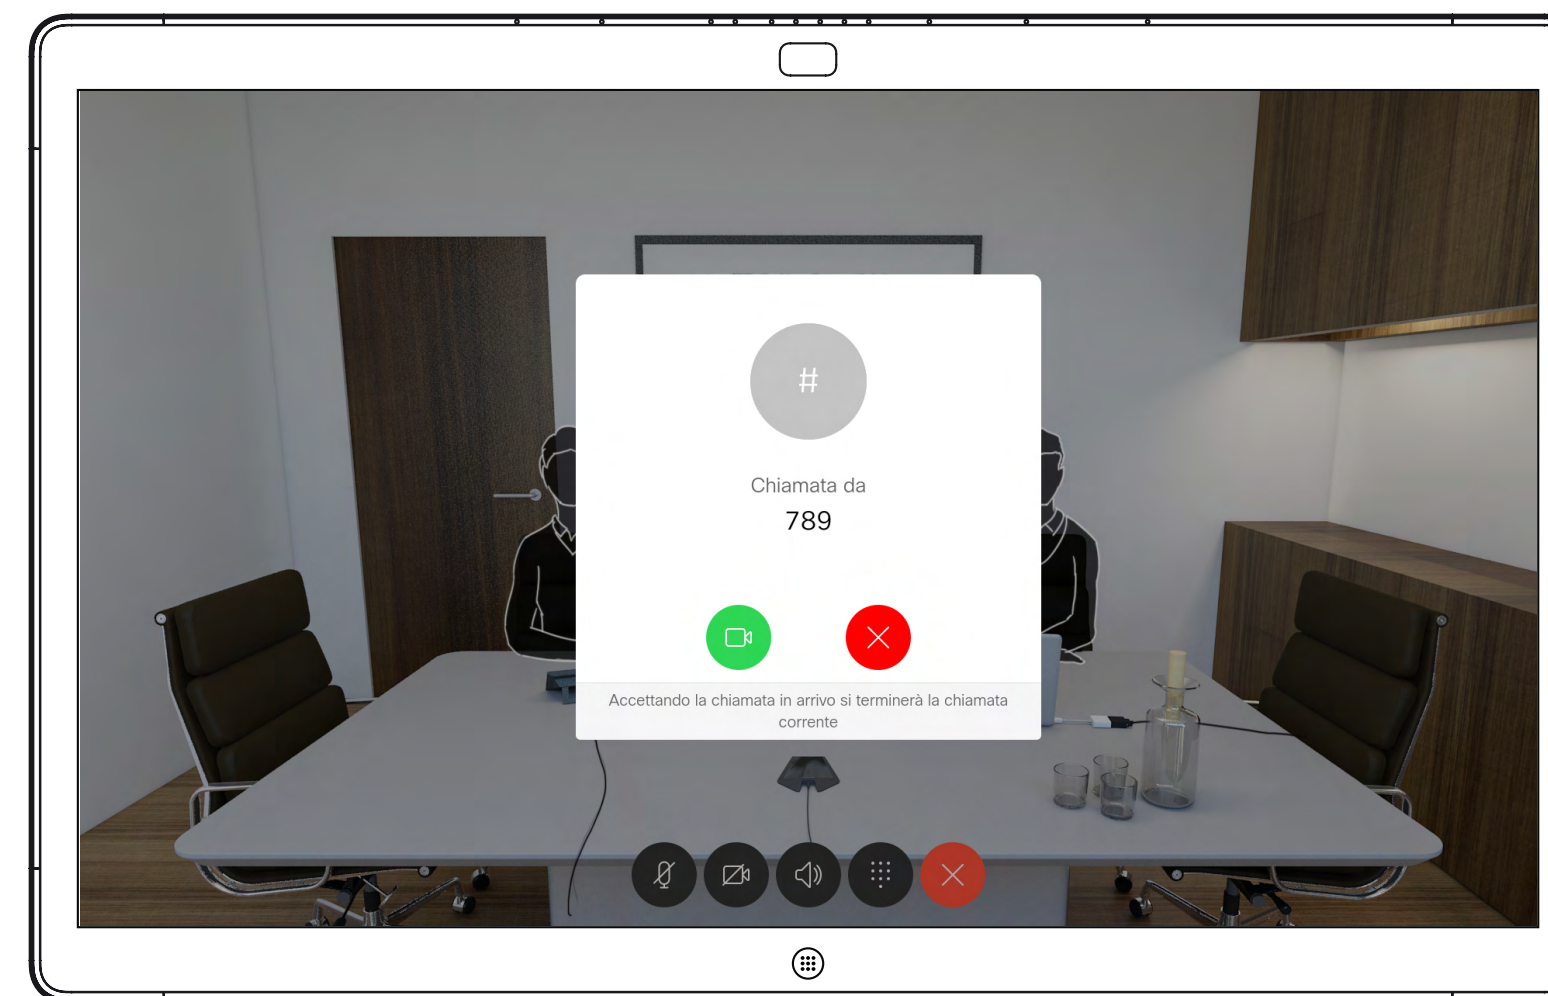 #
Chiamata da
789
Accettando la chiamata in arrivo si terminerà la chiamata
corrente